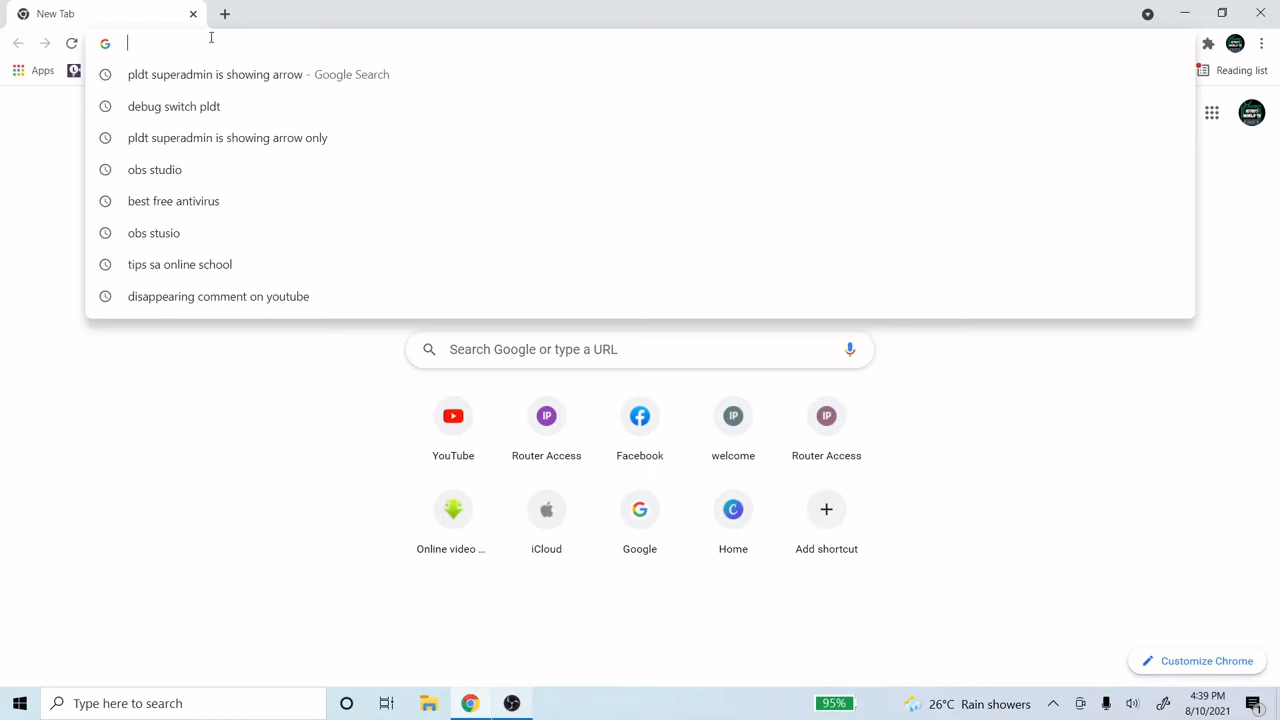 New Tab
pldt superadmin is showing arrow - Google Search
Apps
Reading list
debug switch pldt
pldt superadmin is showing arrow only
obs studio
best free antivirus
obs stusio
tips sa online school
disappearing comment on youtube
Search Google or type a URL
IP
IP
IP
YouTube
Router Access
Facebook
welcome
Router Access
Online video ...
iCloud
Google
Home
Add shortcut
Customize Chrome
Type here to search
95%
26°C Rain showers
4:39 PM
8/10/2021